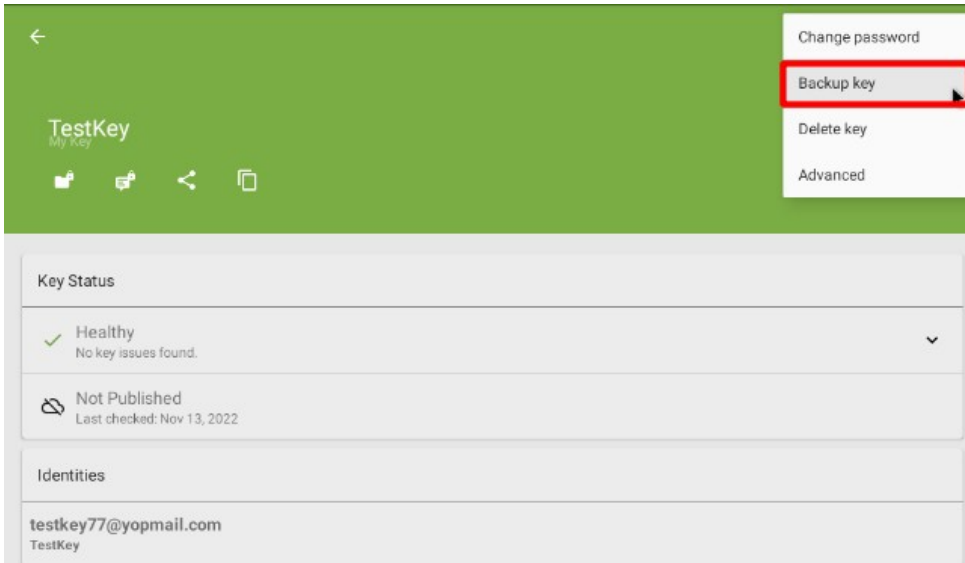 Change password
Backup key
Delete key
Advanced
TestKey
My Key
Key Status
Healthy
No key issues found.
Not Published
Last checked: Nov 13, 2022
Identities
testkey77@yopmail.com
TestKey